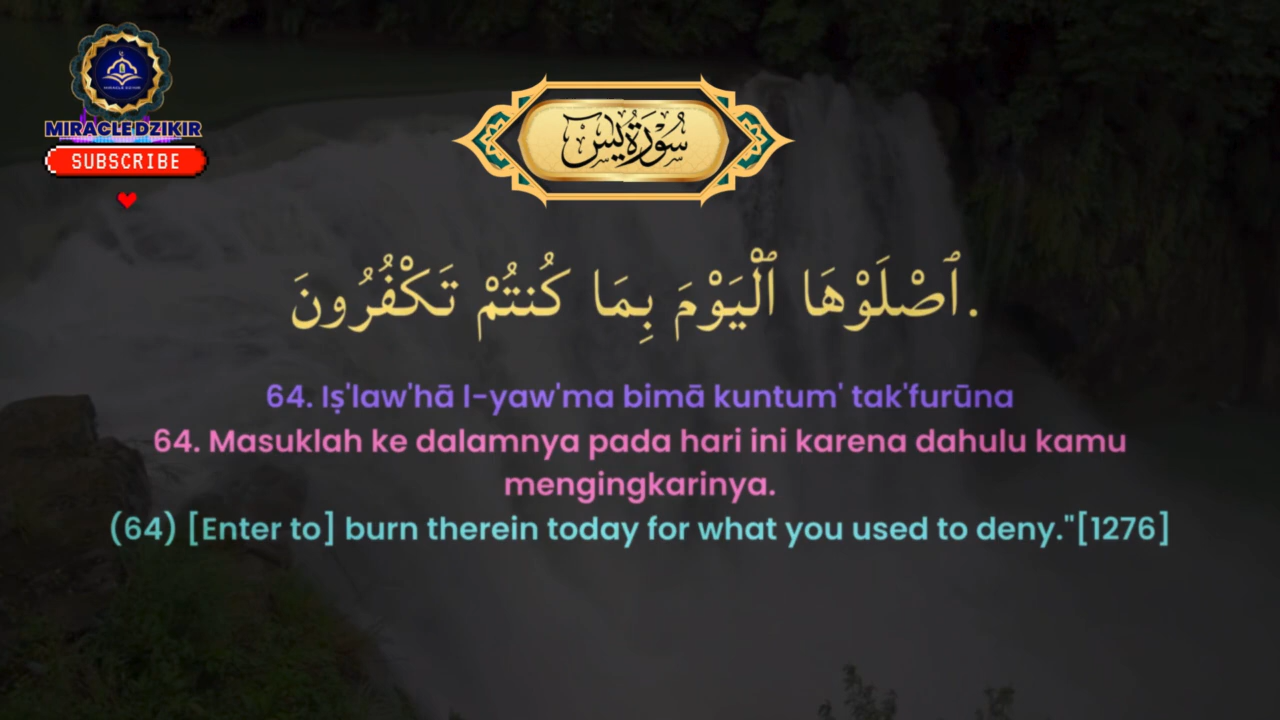 MIRACLE DZIKIR
MIRACLEDZIKIR
SUBSCRIBE
سُوْرَةُ يٰسٓ
ٱصْلَوْهَا ٱلْيَوْمَ بِمَا كُنتُمْ تَكْفُرُونَ.
64. Iṣ'law'hā l-yaw'ma bimā kuntum' tak'furūna
64. Masuklah ke dalamnya pada hari ini karena dahulu kamu
mengingkarinya.
(64) [Enter to] burn therein today for what you used to deny."[1276]